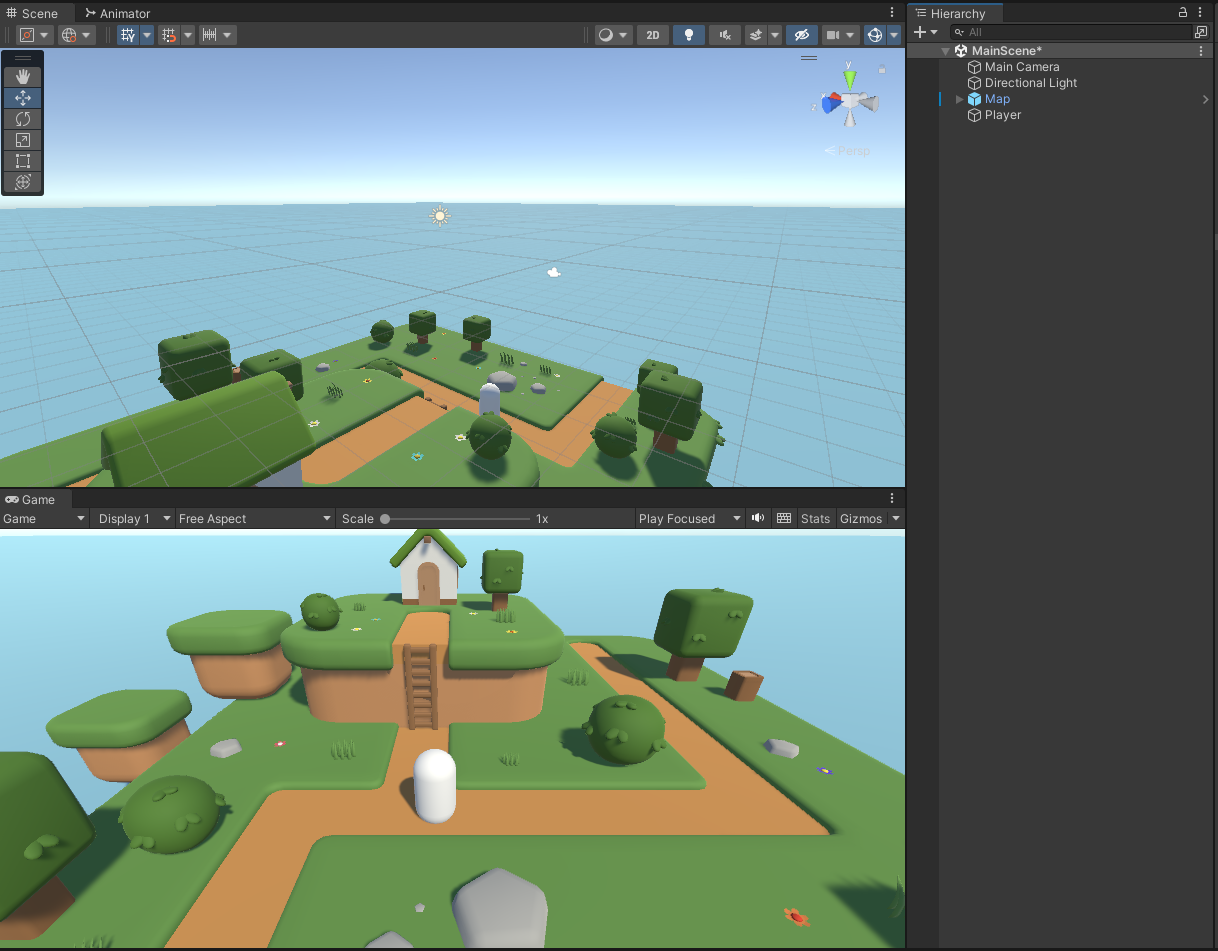 Scene
Animator
2D
y
z
Persp
Game
Game
Display 1
Free Aspect
Scale
1x
Play Focused
Stats
Gizmos
Hierarchy
All
MainScene*
Main Camera
Directional Light
Map
Player